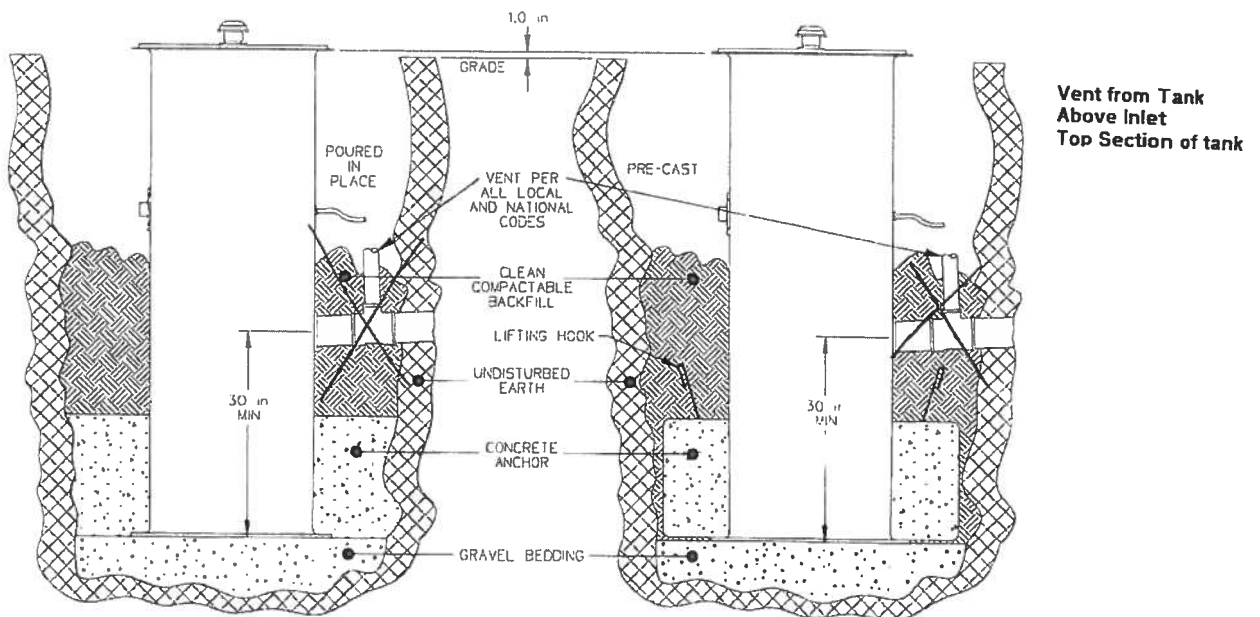 1.0 in
GRADE
Vent from Tank
Above Inlet
Top Section of tank
POURED
IN
PLACE
PRE-CAST
VENT PER
ALL LOCAL
AND NATIONAL
CODES
CLEAN
COMPACTABLE
BACKFILL
LIFTING HOOK
UNDISTURBED
EARTH
30 in
MIN
30 in
MIN
CONCRETE
ANCHOR
GRAVEL BEDDING